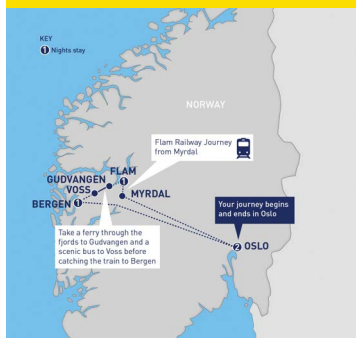 KEY
1 Nights stay
NORWAY
Flam Railway Journey
from Myrdal
FLAM
1
GUDVANGEN
VOSS
MYRDAL
BERGEN 1
Your journey begins
and ends in Oslo
2 OSLO
Take a ferry through the
fjords to Gudvangen and a
scenic bus to Voss before
catching the train to Bergen